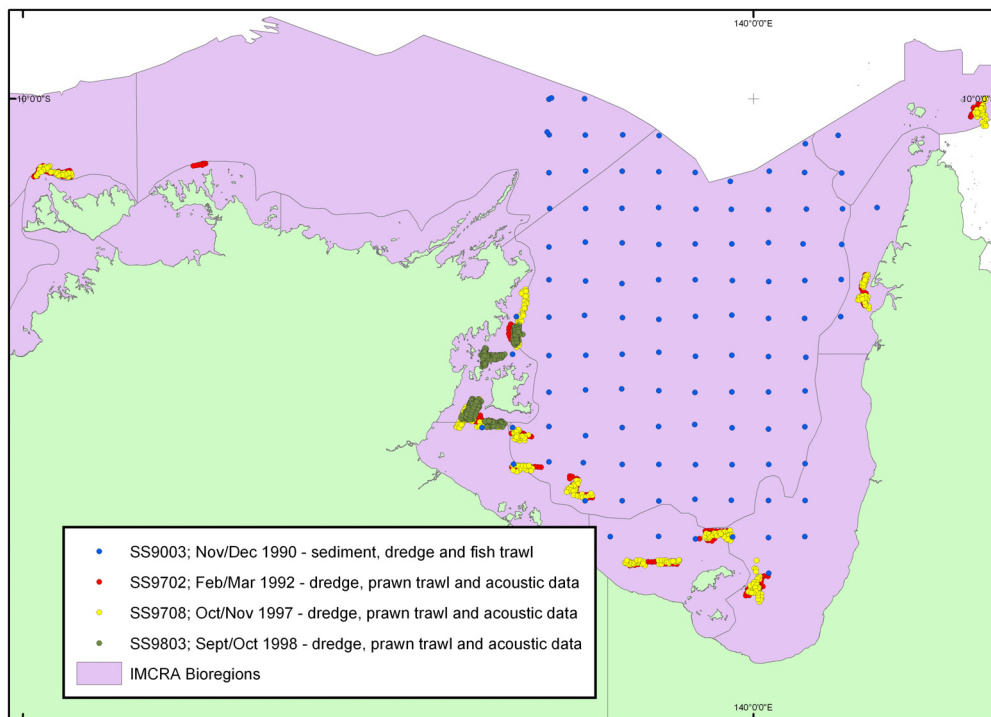 140°0'0"E
10°0'0"S
10°0'0"S
SS9003; Nov/Dec 1990 - sediment, dredge and fish trawl
SS9702; Feb/Mar 1992 - dredge, prawn trawl and acoustic data
SS9708; Oct/Nov 1997 - dredge, prawn trawl and acoustic data
SS9803; Sept/Oct 1998 - dredge, prawn trawl and acoustic data
IMCRA Bioregions
140°0'0"E